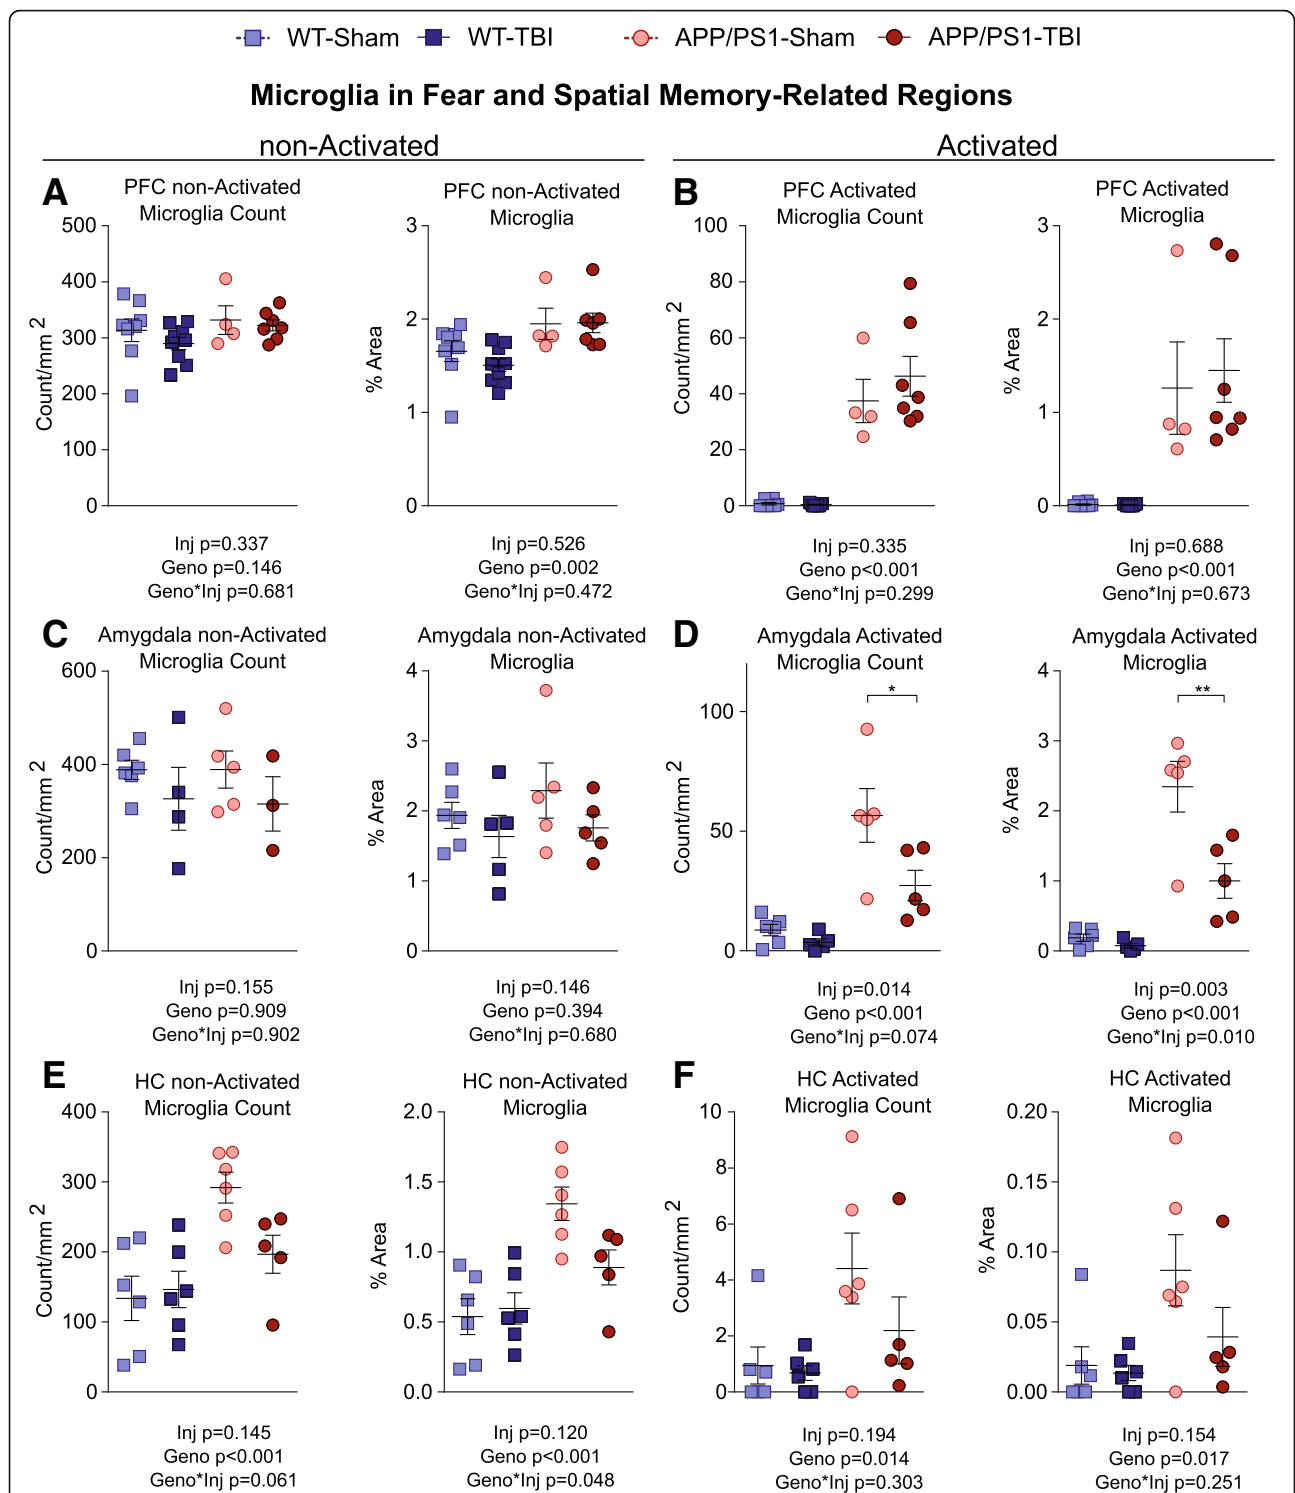 WT-Sham WT-TBI APP/PS1-Sham APP/PS1-TBI
Microglia in Fear and Spatial Memory-Related Regions
non-Activated Activated
A
PFC non-Activated
Microglia Count
500
400
300
200
100
0
Count/mm 2
Inj p=0.337
Geno p=0.146
Geno*Inj p=0.681
PFC non-Activated
Microglia
3
2
1
0
% Area
Inj p=0.526
Geno p=0.002
Geno*Inj p=0.472
B
PFC Activated
Microglia Count
100
80
60
40
20
0
Count/mm 2
Inj p=0.335
Geno p<0.001
Geno*Inj p=0.299
PFC Activated
Microglia
3
2
1
0
% Area
Inj p=0.688
Geno p<0.001
Geno*Inj p=0.673
C
Amygdala non-Activated
Microglia Count
600
400
200
0
Count/mm 2
Inj p=0.155
Geno p=0.909
Geno*Inj p=0.902
Amygdala non-Activated
Microglia
4
3
2
1
0
% Area
Inj p=0.146
Geno p=0.394
Geno*Inj p=0.680
D
Amygdala Activated
Microglia Count
*
100
50
0
Count/mm 2
Inj p=0.014
Geno p<0.001
Geno*Inj p=0.074
Amygdala Activated
Microglia
**
4
3
2
1
0
% Area
Inj p=0.003
Geno p<0.001
Geno*Inj p=0.010
E
HC non-Activated
Microglia Count
400
300
200
100
0
Count/mm 2
Inj p=0.145
Geno p<0.001
Geno*Inj p=0.061
HC non-Activated
Microglia
2.0
1.5
1.0
0.5
0.0
% Area
Inj p=0.120
Geno p<0.001
Geno*Inj p=0.048
F
HC Activated
Microglia Count
10
8
6
4
2
0
Count/mm 2
Inj p=0.194
Geno p=0.014
Geno*Inj p=0.303
HC Activated
Microglia
0.20
0.15
0.10
0.05
0.00
% Area
Inj p=0.154
Geno p=0.017
Geno*Inj p=0.251